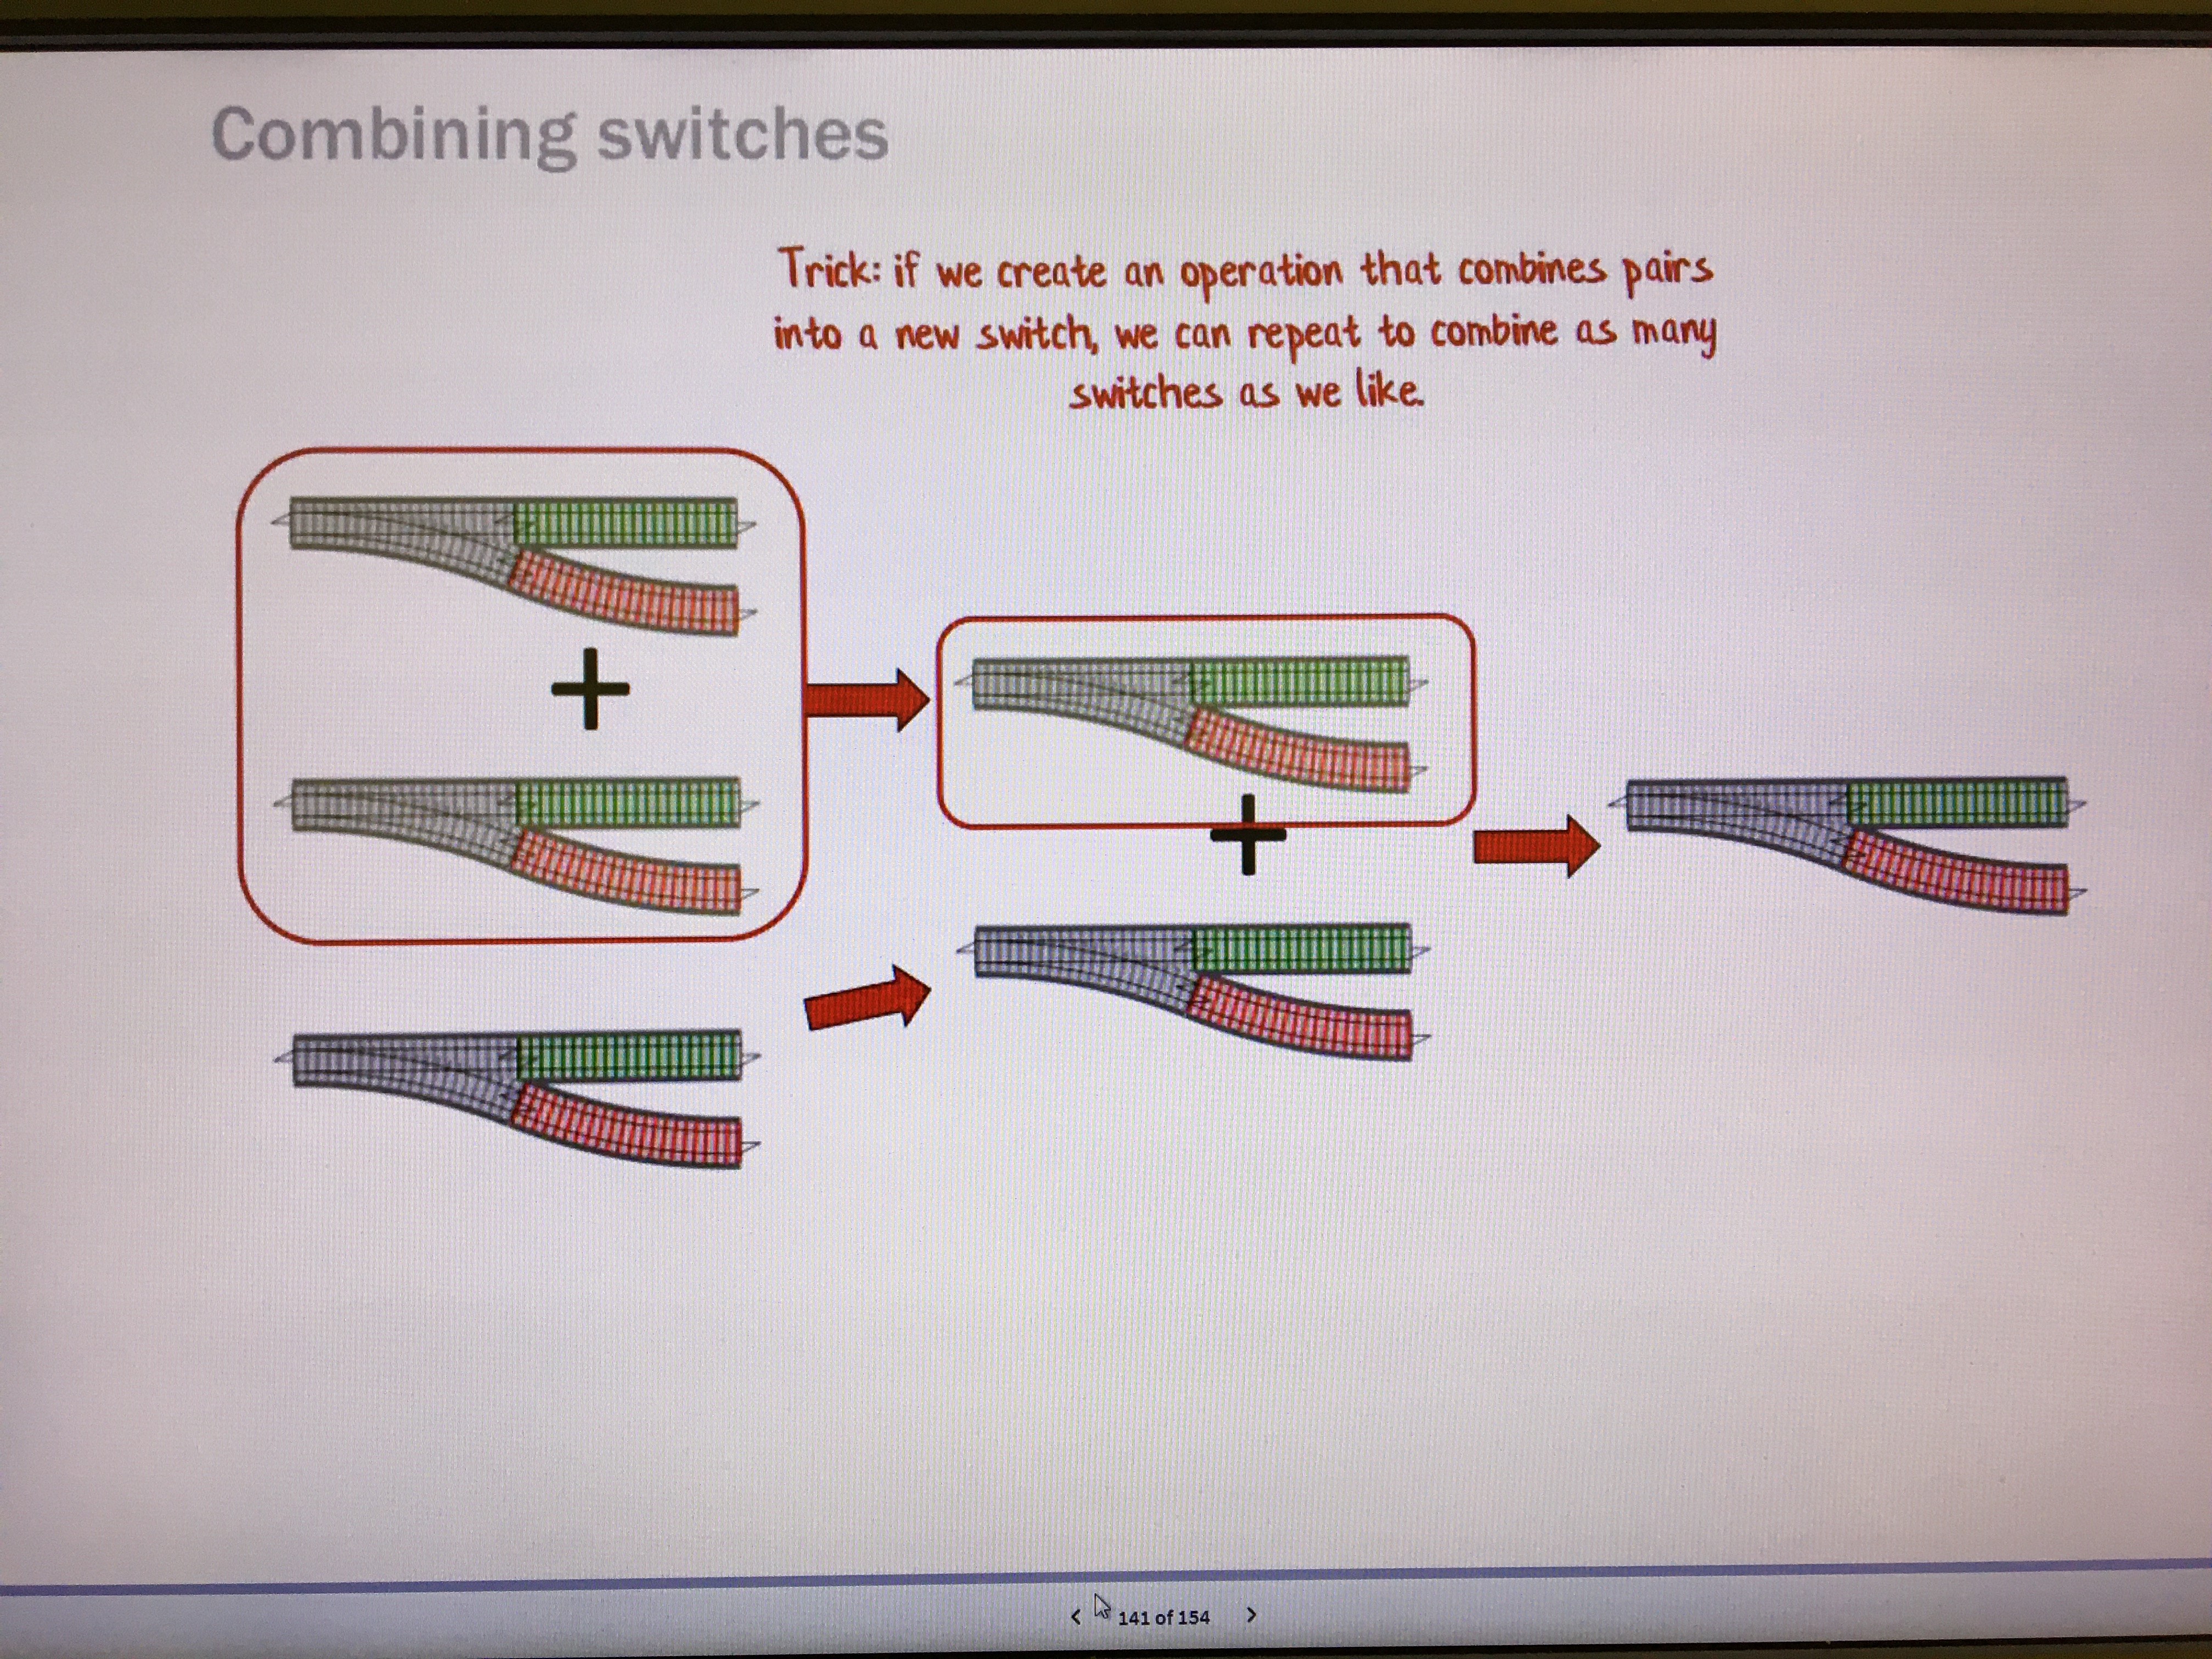 Combining switches
Trick: if we create an operation that combines pairs
into a new switch, we can repeat to combine as many
switches as we like.
141 of 154